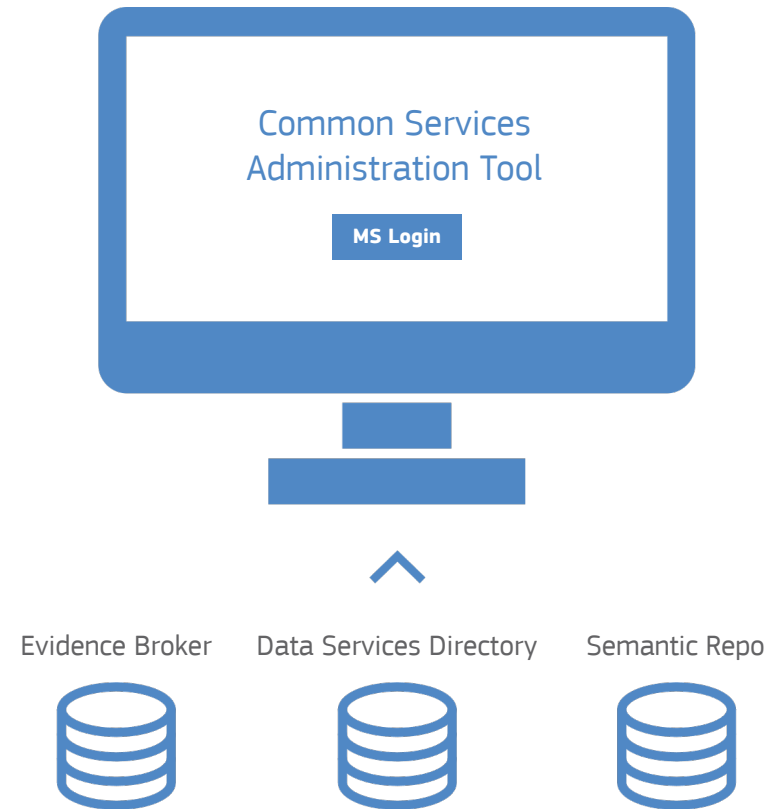 Common Services
Administration Tool
MS Login
Evidence Broker
Data Services Directory
Semantic Repo